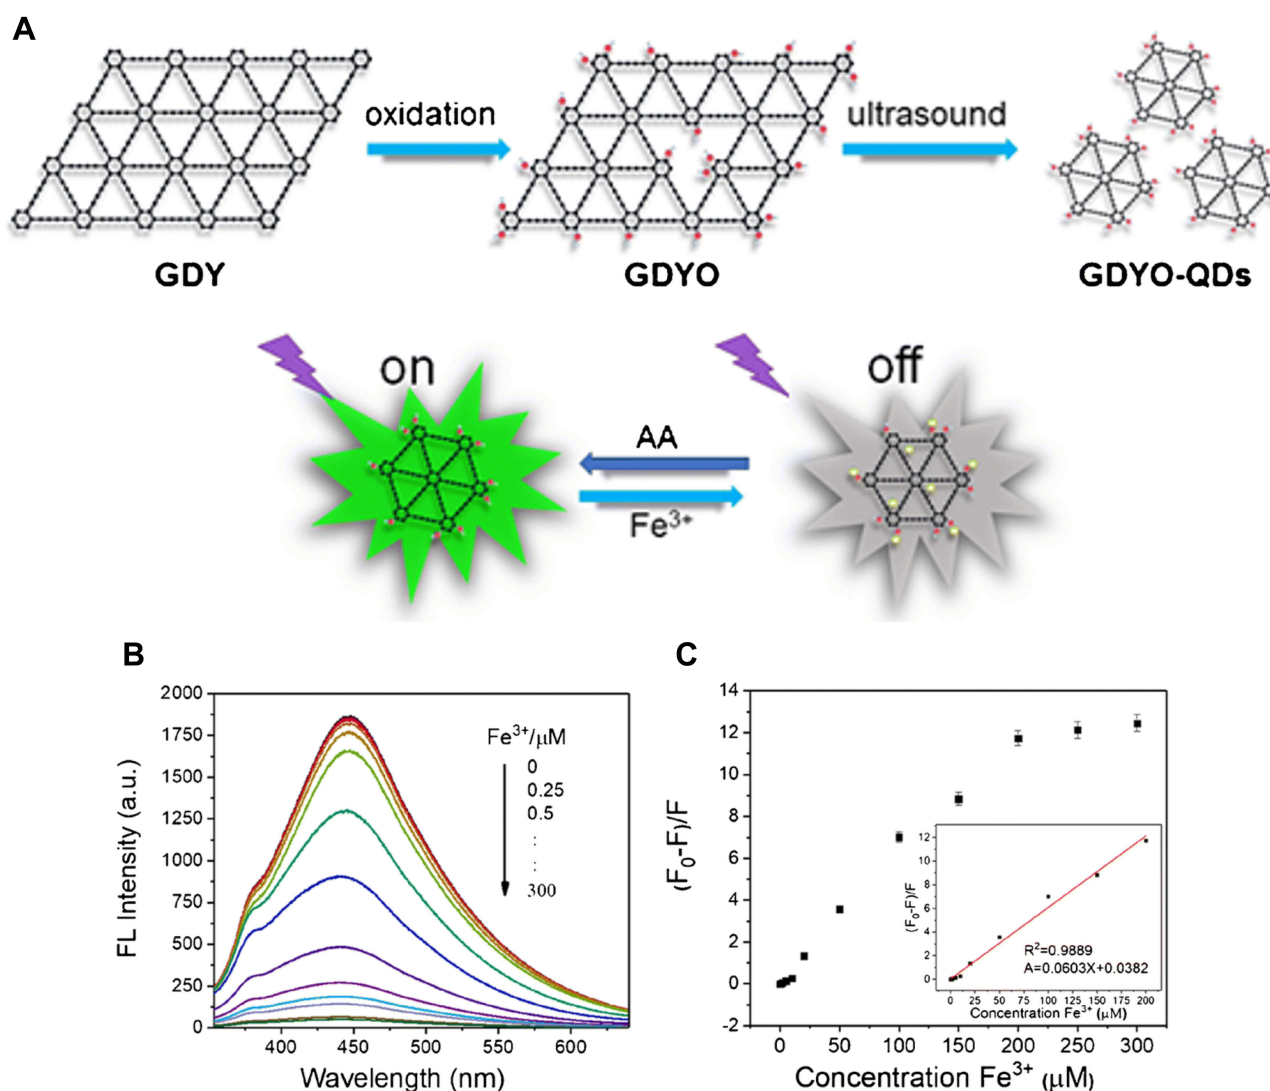 A
oxidation
ultrasound
GDY
GDYO
GDYO-QDs
on
off
AA
Fe³⁺
B
2000
1750
1500
1250
1000
750
500
250
0
FL Intensity (a.u.)
Fe³⁺/μM
0
0.25
0.5
:
:
300
400
450
500
550
600
Wavelength (nm)
C
14
12
10
8
6
4
2
0
-2
(F₀-F)/F
12
10
8
6
4
2
0
(F₀-F)/F
R²=0.9889
A=0.0603X+0.0382
0
25
50
75
100
125
150
175
200
Concentration Fe³⁺ (μM)
0
50
100
150
200
250
300
Concentration Fe³⁺ (μM)